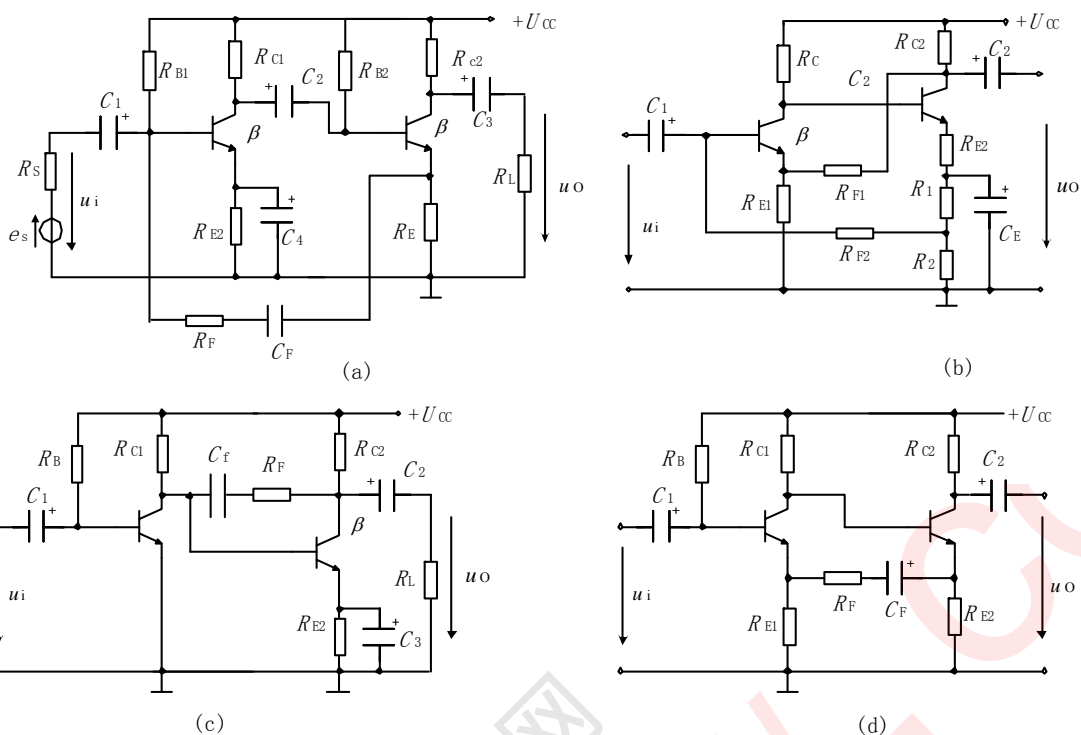 +UCC
RB1
RC1
C2
RB2
Rc2
C1
+
β
β
C3
RS
ui
es
RE2
C4
RE
RL
uO
RF
CF
(a)
+UCC
RC
RC2
C2
C2
C1
β
RE2
RF1
R1
RE1
RF2
R2
CE
ui
uO
(b)
+UCC
RB
RC1
Cf
RF
RC2
C2
C1
β
RL
uO
ui
RE2
C3
(c)
+UCC
RB
RC1
RC2
C2
C1
RF
CF
RE1
RE2
ui
uO
(d)
网